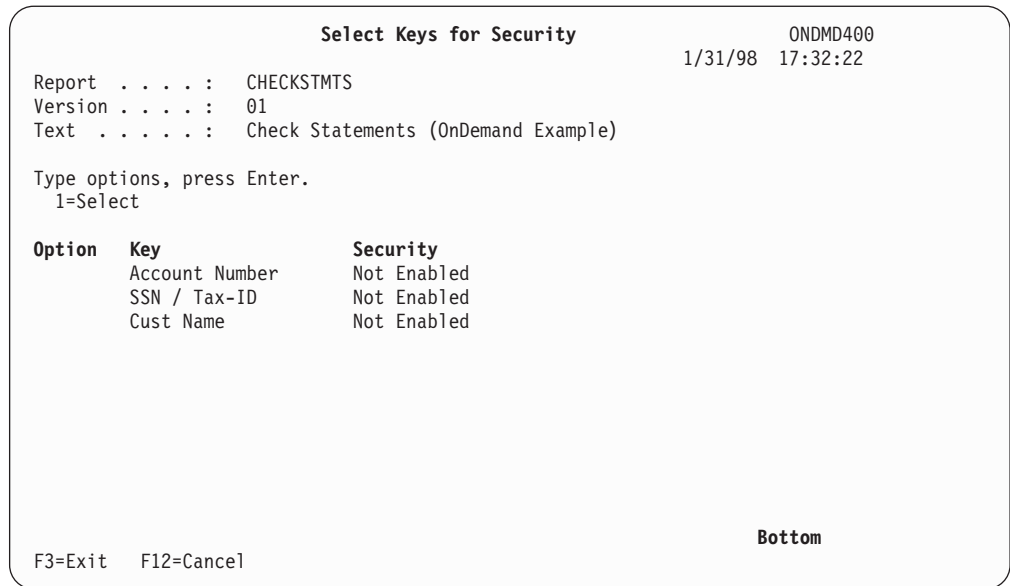 Select Keys for Security ONDMD400
1/31/98 17:32:22
Report . . . . : CHECKSTMTS
Version . . . . : 01
Text . . . . . : Check Statements (OnDemand Example)
Type options, press Enter.
1=Select
Option Key Security
Account Number Not Enabled
SSN / Tax-ID Not Enabled
Cust Name Not Enabled
Bottom
F3=Exit F12=Cancel